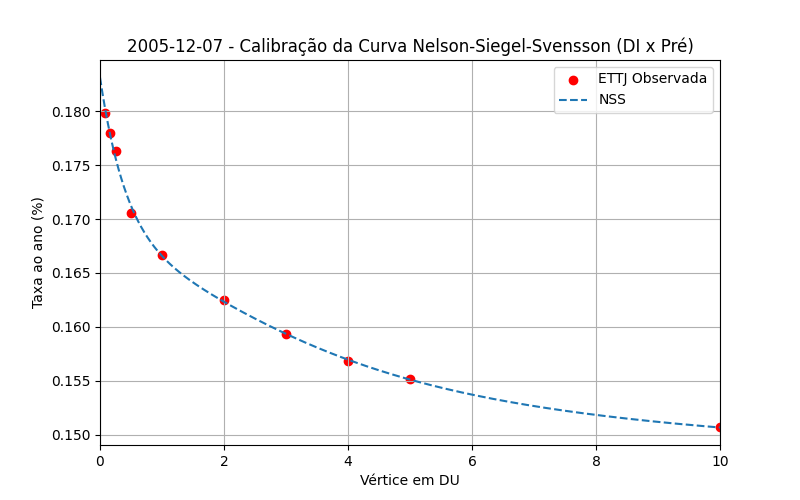 2005-12-07 - Calibração da Curva Nelson-Siegel-Svensson (DI x Pré)
ETTJ Observada
NSS
Taxa ao ano (%)
0.180
0.175
0.170
0.165
0.160
0.155
0.150
0 2 4 6 8 10
Vértice em DU